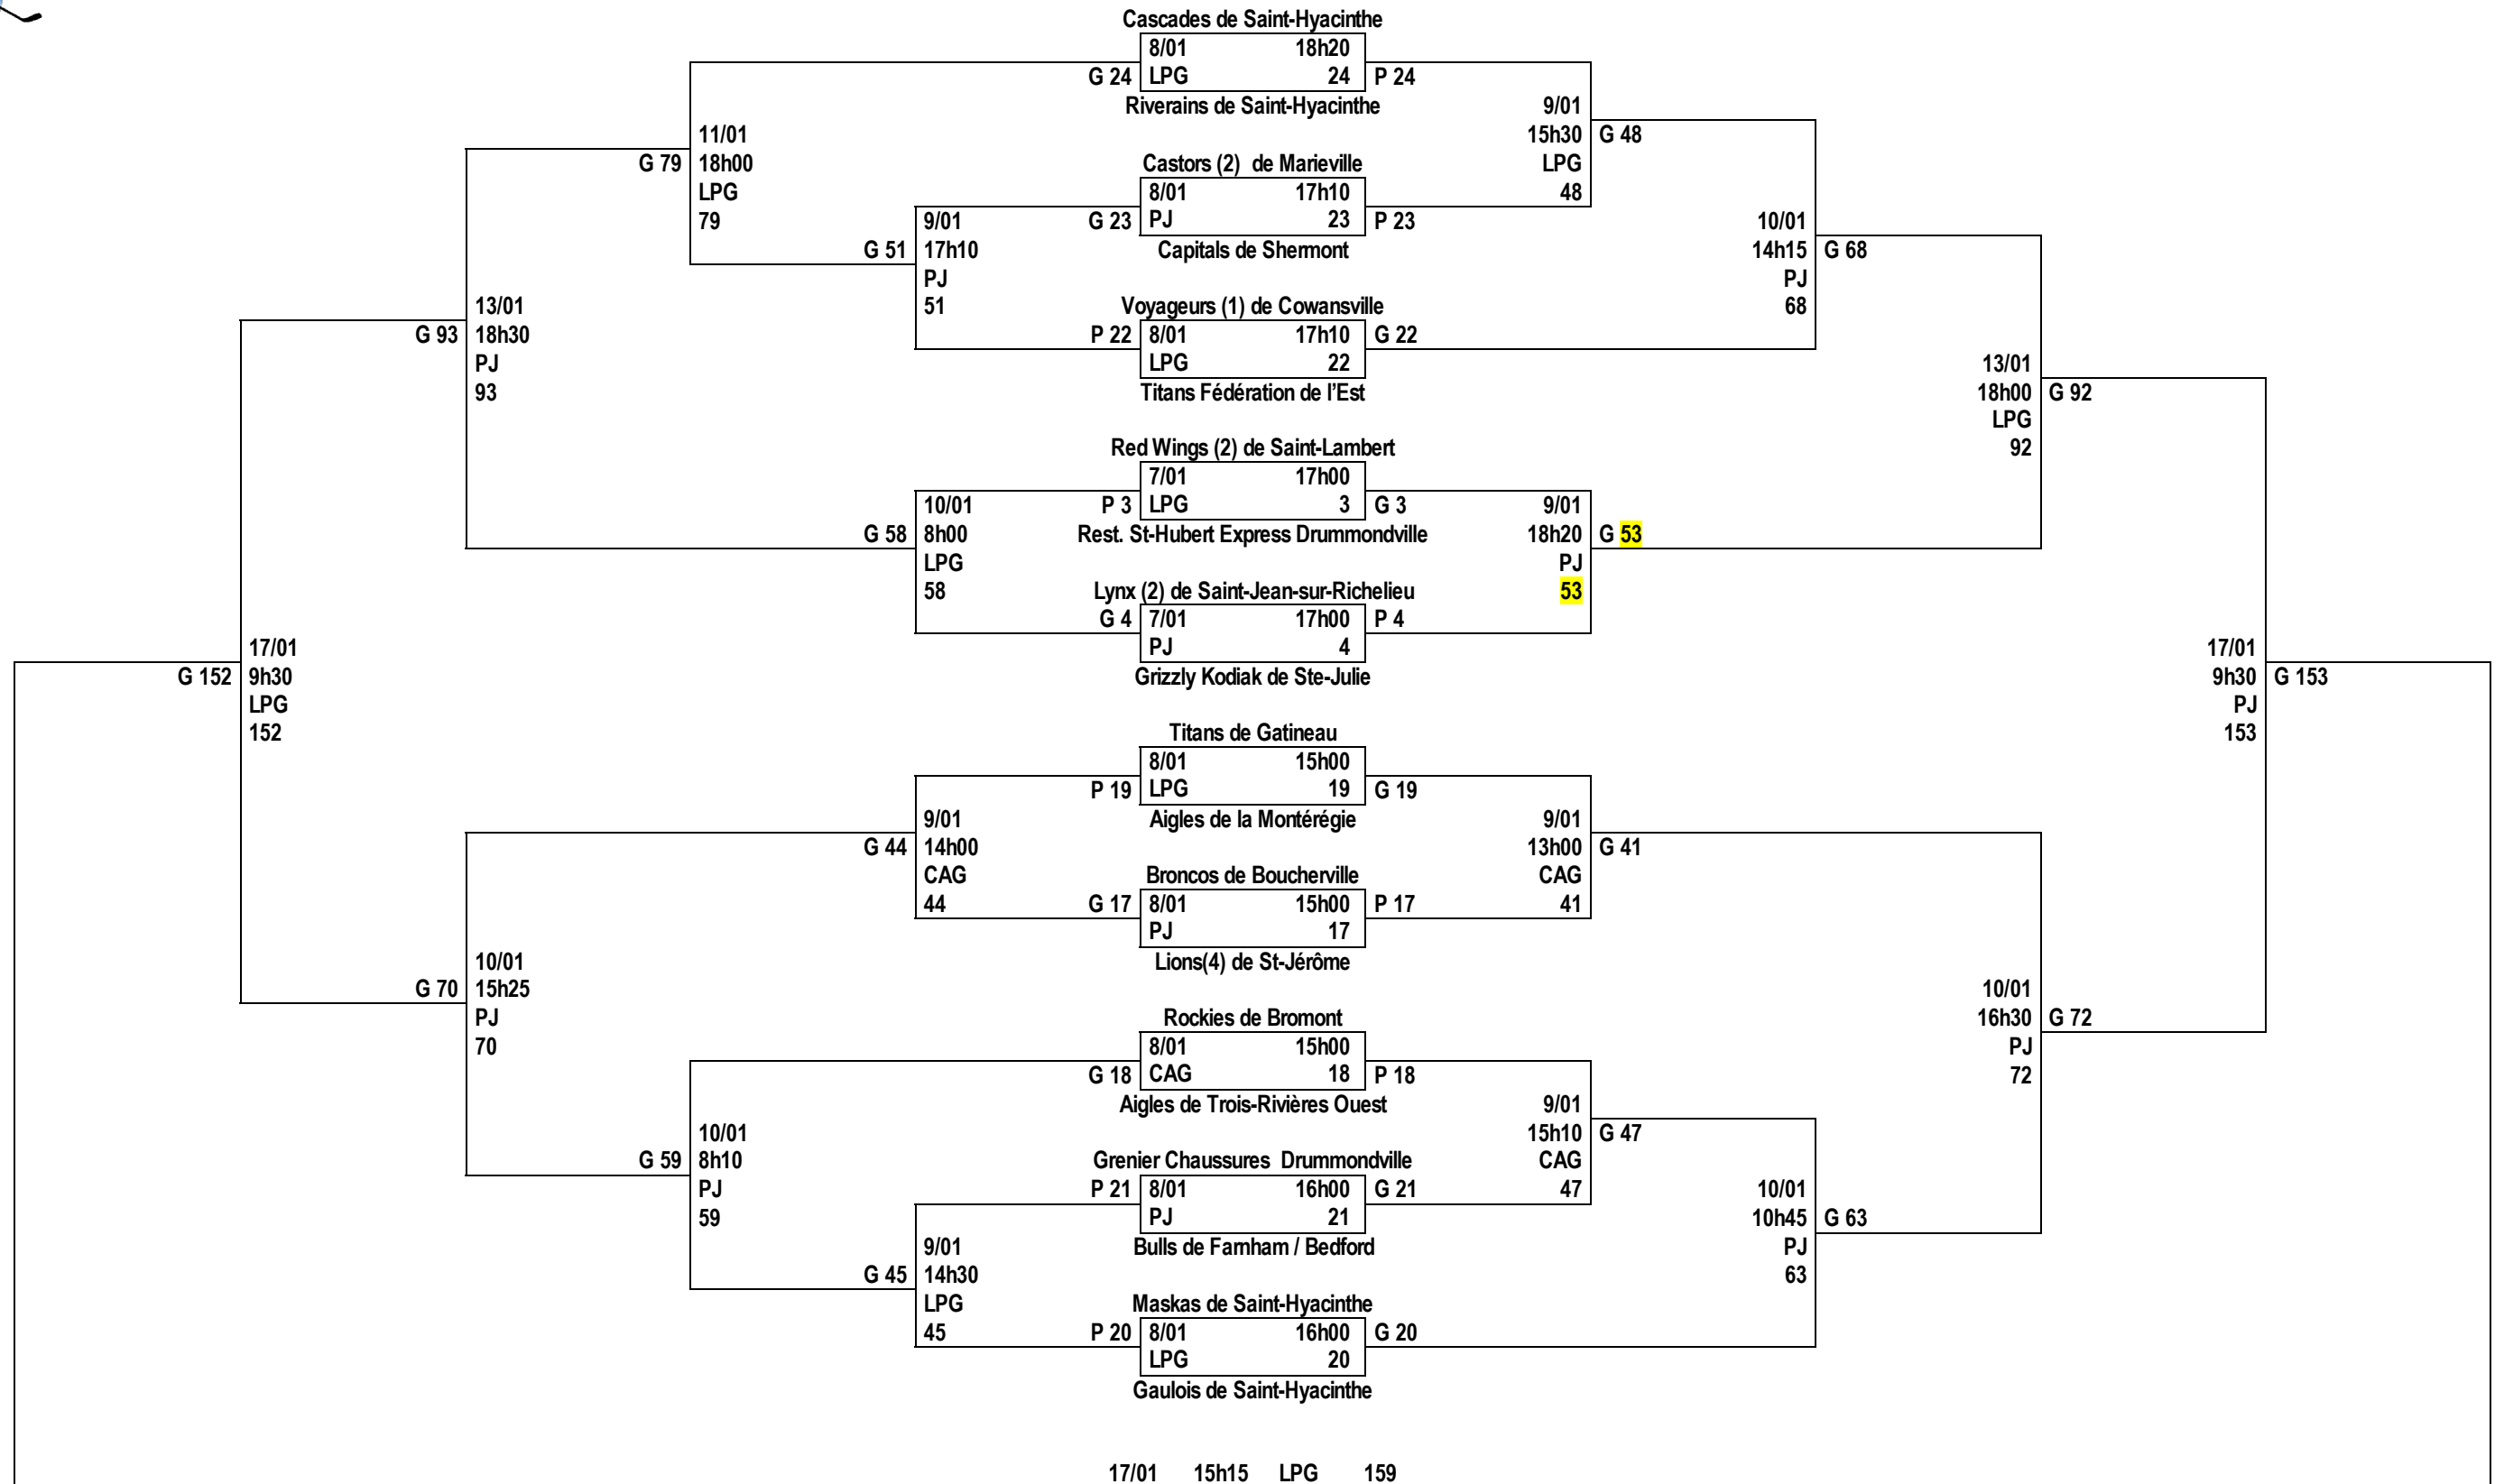 Cascades de Saint-Hyacinthe
8/01 18h20
G 24 LPG 24 P 24
Riverains de Saint-Hyacinthe 9/01
11/01 15h30 G 48
G 79 18h00 Castors (2) de Marieville LPG
LPG 8/01 17h10 48
79 9/01 G 23 PJ 23 P 23 10/01
G 51 17h10 Capitals de Shermont 14h15 G 68
PJ PJ
13/01 51 Voyageurs (1) de Cowansville 68
G 93 18h30 P 22 8/01 17h10 G 22
PJ LPG 22 13/01
93 Titans Fédération de l'Est 18h00 G 92
LPG
Red Wings (2) de Saint-Lambert 92
7/01 17h00
10/01 P 3 LPG 3 G 3 9/01
G 58 8h00 Rest. St-Hubert Express Drummondville 18h20 G 53
LPG PJ
58 Lynx (2) de Saint-Jean-sur-Richelieu 53
G 4 7/01 17h00 P 4
17/01 PJ 4 17/01
G 152 9h30 Grizzly Kodiak de Ste-Julie 9h30 G 153
LPG PJ
152 Titans de Gatineau 153
8/01 15h00
P 19 LPG 19 G 19
9/01 Aigles de la Montérégie 9/01
G 44 14h00 13h00 G 41
CAG Broncos de Boucherville CAG
44 G 17 8/01 15h00 P 17 41
PJ 17
10/01 Lions(4) de St-Jérôme
G 70 15h25 10/01
PJ Rockies de Bromont 16h30 G 72
70 8/01 15h00 PJ
G 18 CAG 18 P 18 72
Aigles de Trois-Rivières Ouest 9/01
10/01 15h10 G 47
G 59 8h10 Grenier Chaussures Drummondville CAG
PJ P 21 8/01 16h00 G 21 47 10/01
59 PJ 21 10h45 G 63
9/01 Bulls de Farnham / Bedford PJ
G 45 14h30 63
LPG Maskas de Saint-Hyacinthe
45 P 20 8/01 16h00 G 20
LPG 20
Gaulois de Saint-Hyacinthe
17/01 15h15 LPG 159